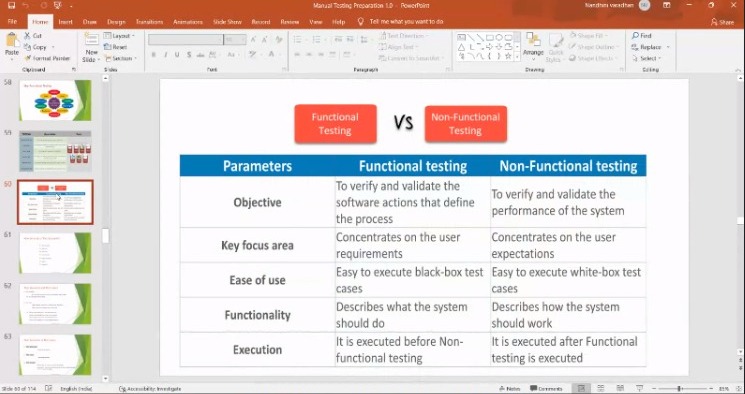 Manual Testing Preparation 1.0 - PowerPoint
Nandhini varadhan
File Home Insert Draw Design Transitions Animations Slide Show Record Review View Help Tell me what you want to do
Share
Paste
Cut
Copy
Format Painter
Clipboard
New Slide
Layout
Reset
Section
Slides
Font
Text Direction
Align Text
Convert to SmartArt
Paragraph
Arrange
Quick Styles
Shape Fill
Shape Outline
Shape Effects
Drawing
Find
Replace
Select
Editing
58
59
60
61
62
63
Functional
Testing
VS
Non-Functional
Testing
Parameters Functional testing Non-Functional testing
Objective
To verify and validate the
software actions that define
the process
To verify and validate the
performance of the system
Key focus area
Concentrates on the user
requirements
Concentrates on the user
expectations
Ease of use
Easy to execute black-box test
cases
Easy to execute white-box test
cases
Functionality
Describes what the system
should do
Describes how the system
should work
Execution
It is executed before Non-
functional testing
It is executed after Functional
testing is executed
Slide 60 of 114 English (India) Accessibility: Investigate
Notes Comments 85%